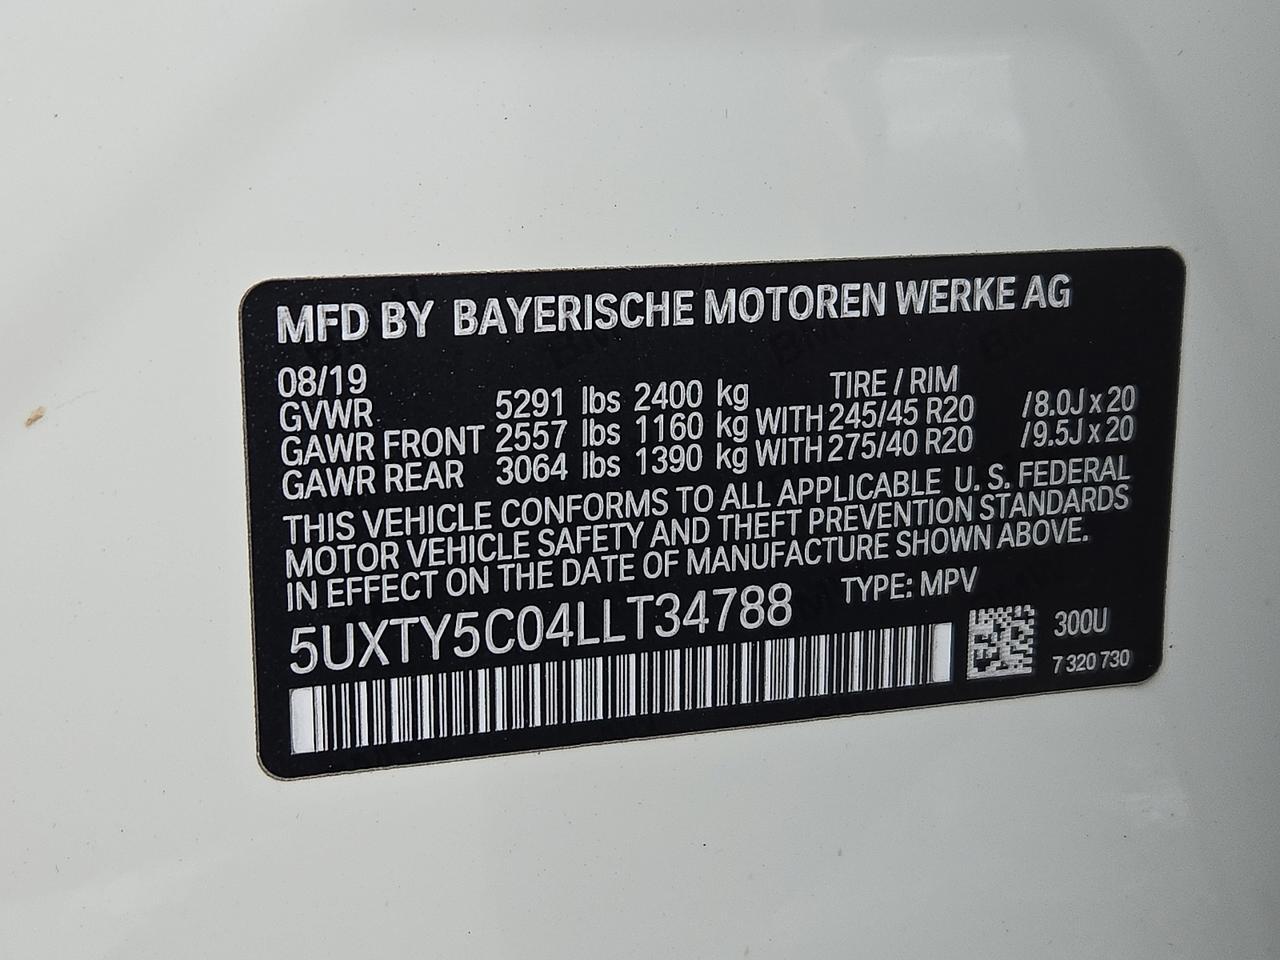 MFD BY BAYERISCHE MOTOREN WERKE AG
08/19 TIRE / RIM
GVWR 5291 lbs 2400 kg
GAWR FRONT 2557 lbs 1160 kg WITH 245/45 R20 /8.0J x 20
GAWR REAR 3064 lbs 1390 kg WITH 275/40 R20 /9.5J x 20
THIS VEHICLE CONFORMS TO ALL APPLICABLE U. S. FEDERAL
MOTOR VEHICLE SAFETY AND THEFT PREVENTION STANDARDS
IN EFFECT ON THE DATE OF MANUFACTURE SHOWN ABOVE.
5UXTY5C04LLT34788 TYPE: MPV
300U
7 320 730